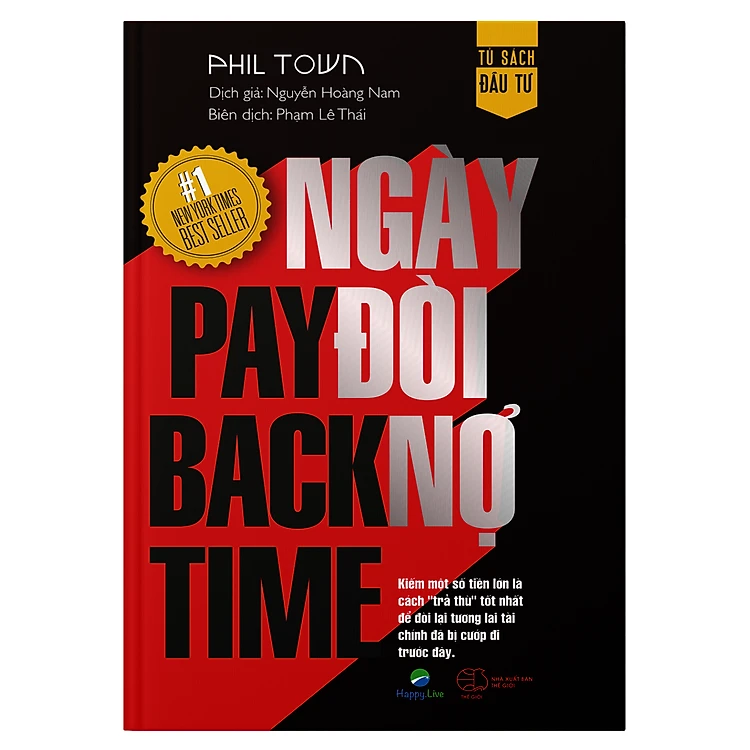 PHIL TOWN
Dịch giả: Nguyễn Hoàng Nam
Biên dịch: Phạm Lê Thái
TỦ SÁCH
ĐẦU TƯ
#1
NEW YORK TIMES
BEST SELLER
NGÀY
PAY ĐÒI
BACK NỢ
TIME
Kiếm một số tiền lớn là
cách "trả thù" tốt nhất
để đòi lại tương lai tài
chính đã bị cướp đi
trước đây.
Happy.Live
THẾ GIỚI
NHÀ XUẤT BẢN
THẾ GIỚI